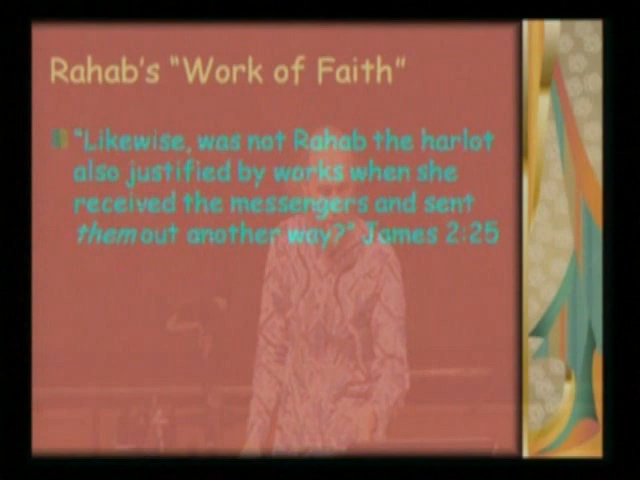 Rahab's “Work of Faith”
“Likewise, was not Rahab the harlot
also justified by works when she
received the messengers and sent
them out another way?” James 2:25